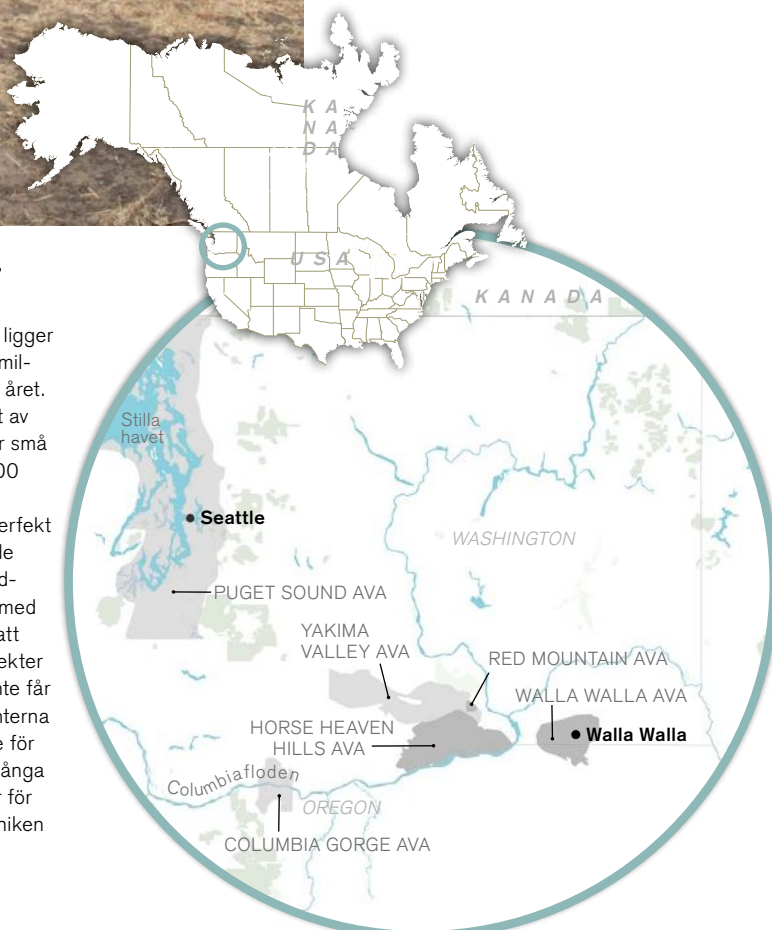 KA
NA
DA
USA
KANADA
ligger
mil-
året.
t av
r små
00
erfekt
de
d-
med
att
ekter
nte får
nterna
e för
många
r för
niken
Stilla
havet
Seattle
WASHINGTON
PUGET SOUND AVA
YAKIMA
VALLEY AVA
RED MOUNTAIN AVA
WALLA WALLA AVA
HORSE HEAVEN
HILLS AVA
Walla Walla
Columbiafloden
OREGON
COLUMBIA GORGE AVA